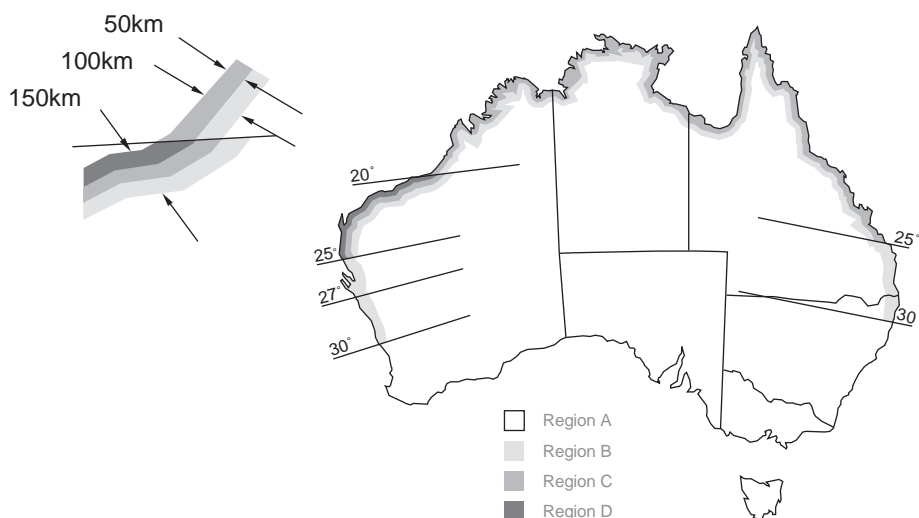 50km
100km
150km
20°
25°
27°
30°
25°
30
Region A
Region B
Region C
Region D